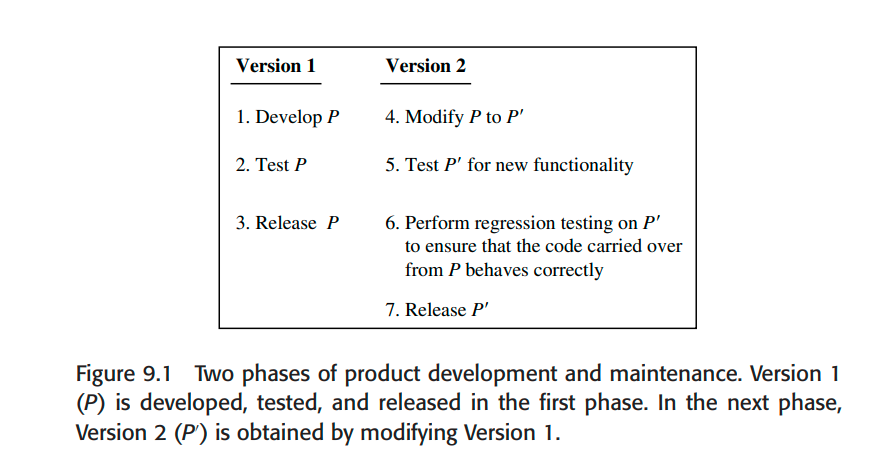 Version 1 Version 2
1. Develop P 4. Modify P to P′
2. Test P 5. Test P′ for new functionality
3. Release P 6. Perform regression testing on P′
to ensure that the code carried over
from P behaves correctly
7. Release P′
Figure 9.1 Two phases of product development and maintenance. Version 1
(P) is developed, tested, and released in the first phase. In the next phase,
Version 2 (P′) is obtained by modifying Version 1.